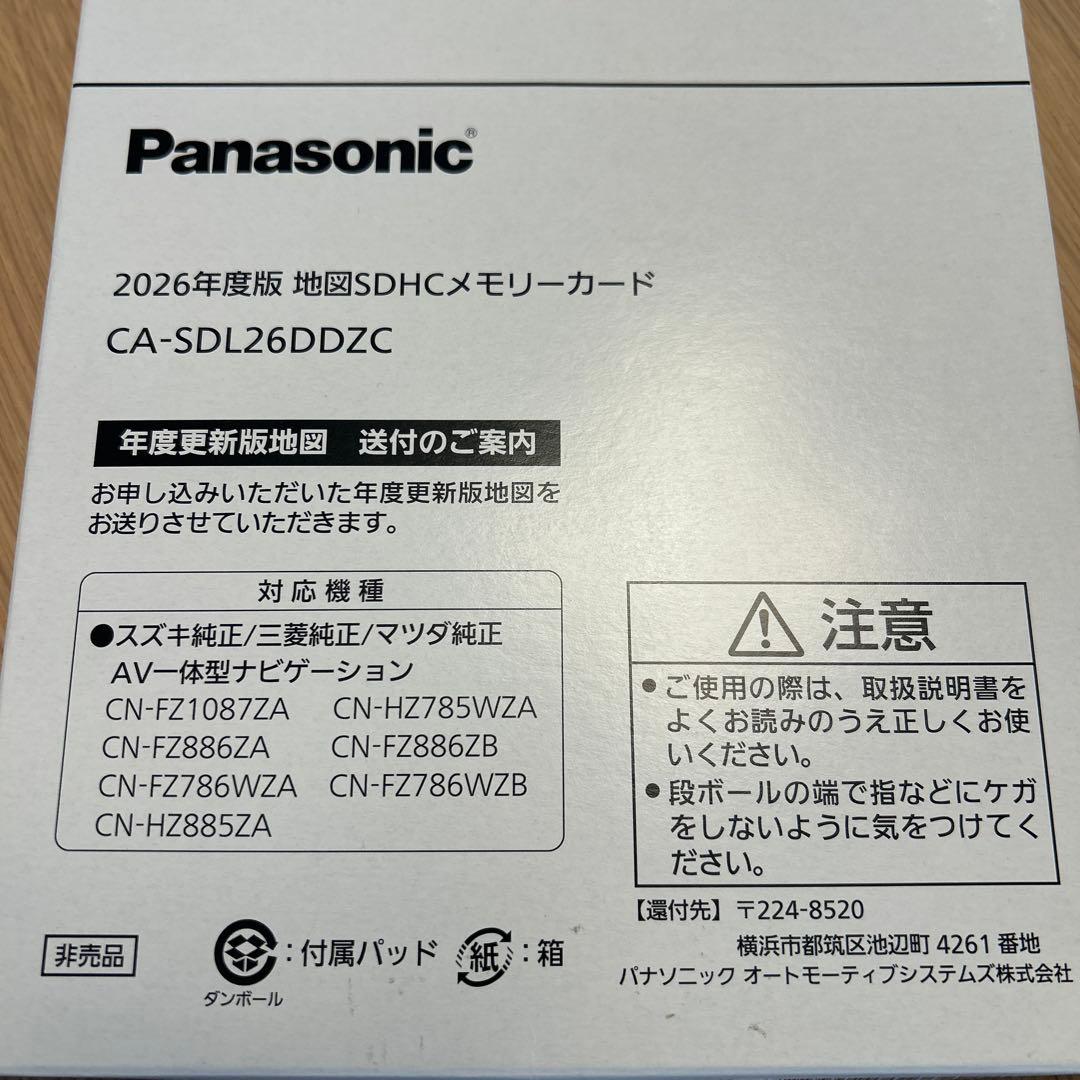 Panasonic®
2026年度版 地図SDHCメモリーカード
CA-SDL26DDZC
年度更新版地図　送付のご案内
お申し込みいただいた年度更新版地図を
お送りさせていただきます。
対応機種
●スズキ純正/三菱純正/マツダ純正
AV一体型ナビゲーション
CN-FZ1087ZA　CN-HZ785WZA
CN-FZ886ZA　CN-FZ886ZB
CN-FZ786WZA　CN-FZ786WZB
CN-HZ885ZA
注意
●ご使用の際は、取扱説明書を
よくお読みのうえ正しくお使
いください。
●段ボールの端で指などにケガ
をしないように気をつけてく
ださい。
【還付先】〒224-8520
横浜市都筑区池辺町 4261 番地
パナソニック オートモーティブシステムズ株式会社
非売品
：付属パッド
ダンボール
紙：箱